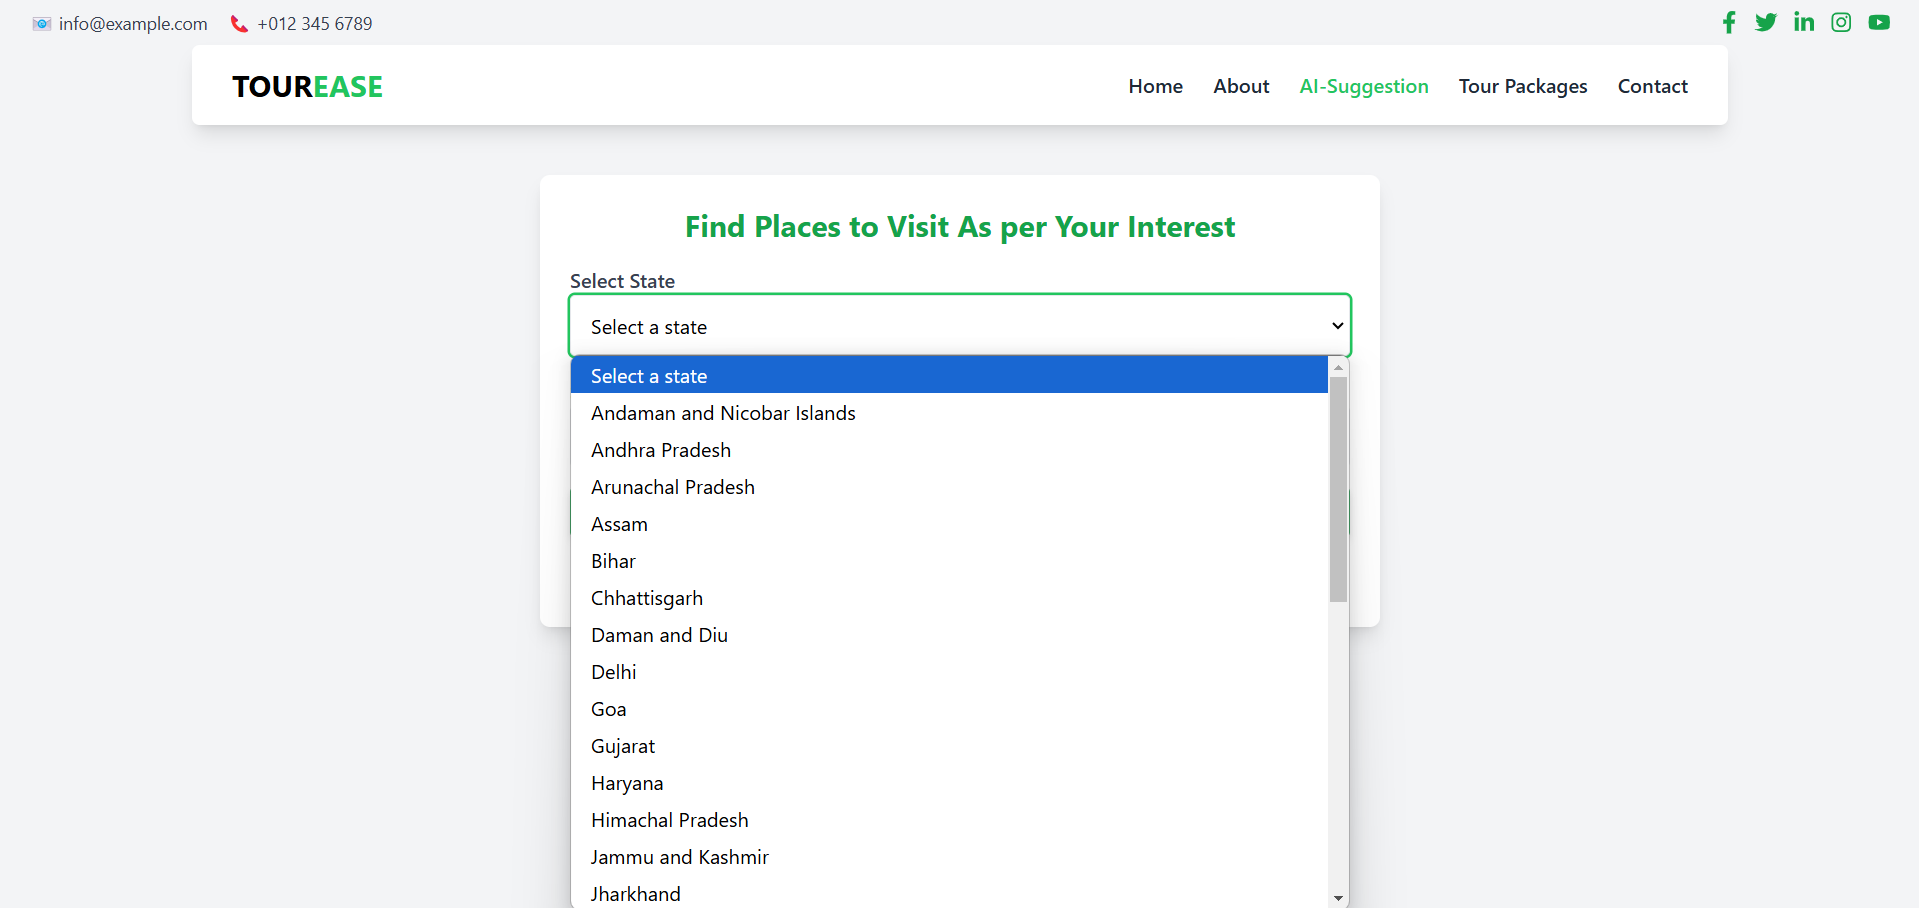 info@example.com +012 345 6789
TOUREASE
Home About AI-Suggestion Tour Packages Contact
Find Places to Visit As per Your Interest
Select State
Select a state
Select a state
Andaman and Nicobar Islands
Andhra Pradesh
Arunachal Pradesh
Assam
Bihar
Chhattisgarh
Daman and Diu
Delhi
Goa
Gujarat
Haryana
Himachal Pradesh
Jammu and Kashmir
Jharkhand